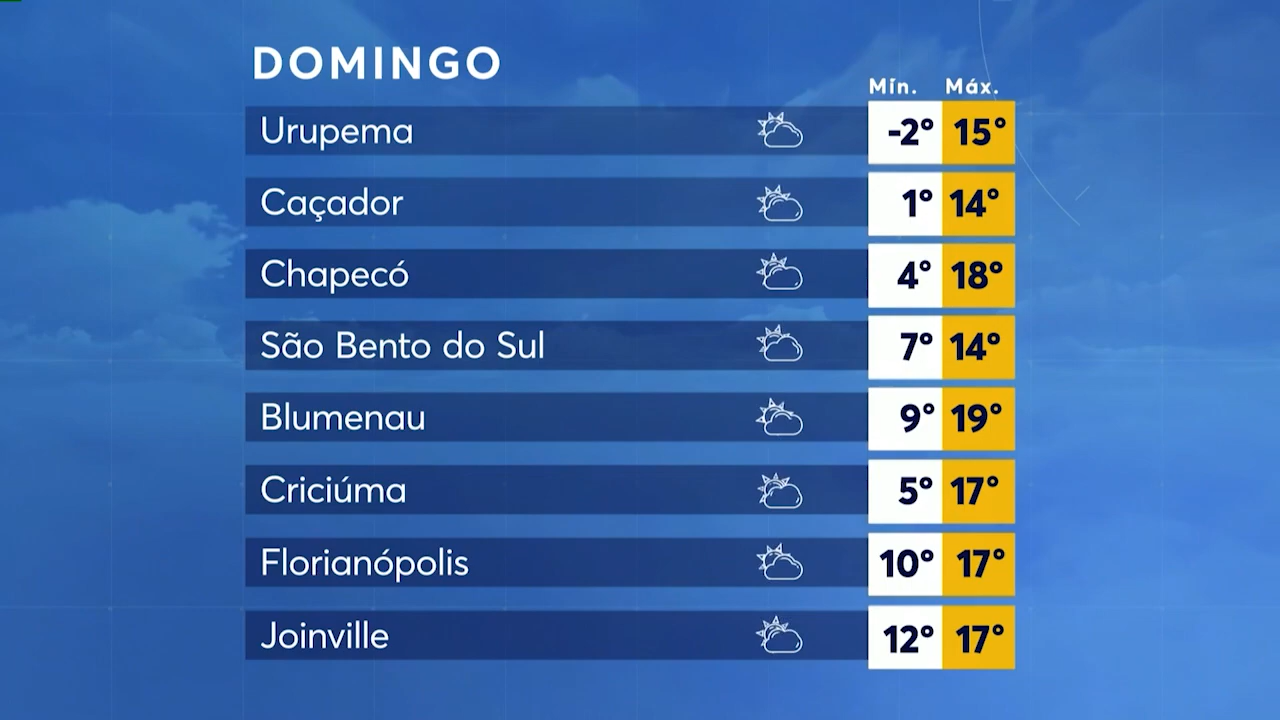 DOMINGO
Mín. Máx.
Urupema -2° 15°
Caçador 1° 14°
Chapecó 4° 18°
São Bento do Sul 7° 14°
Blumenau 9° 19°
Criciúma 5° 17°
Florianópolis 10° 17°
Joinville 12° 17°